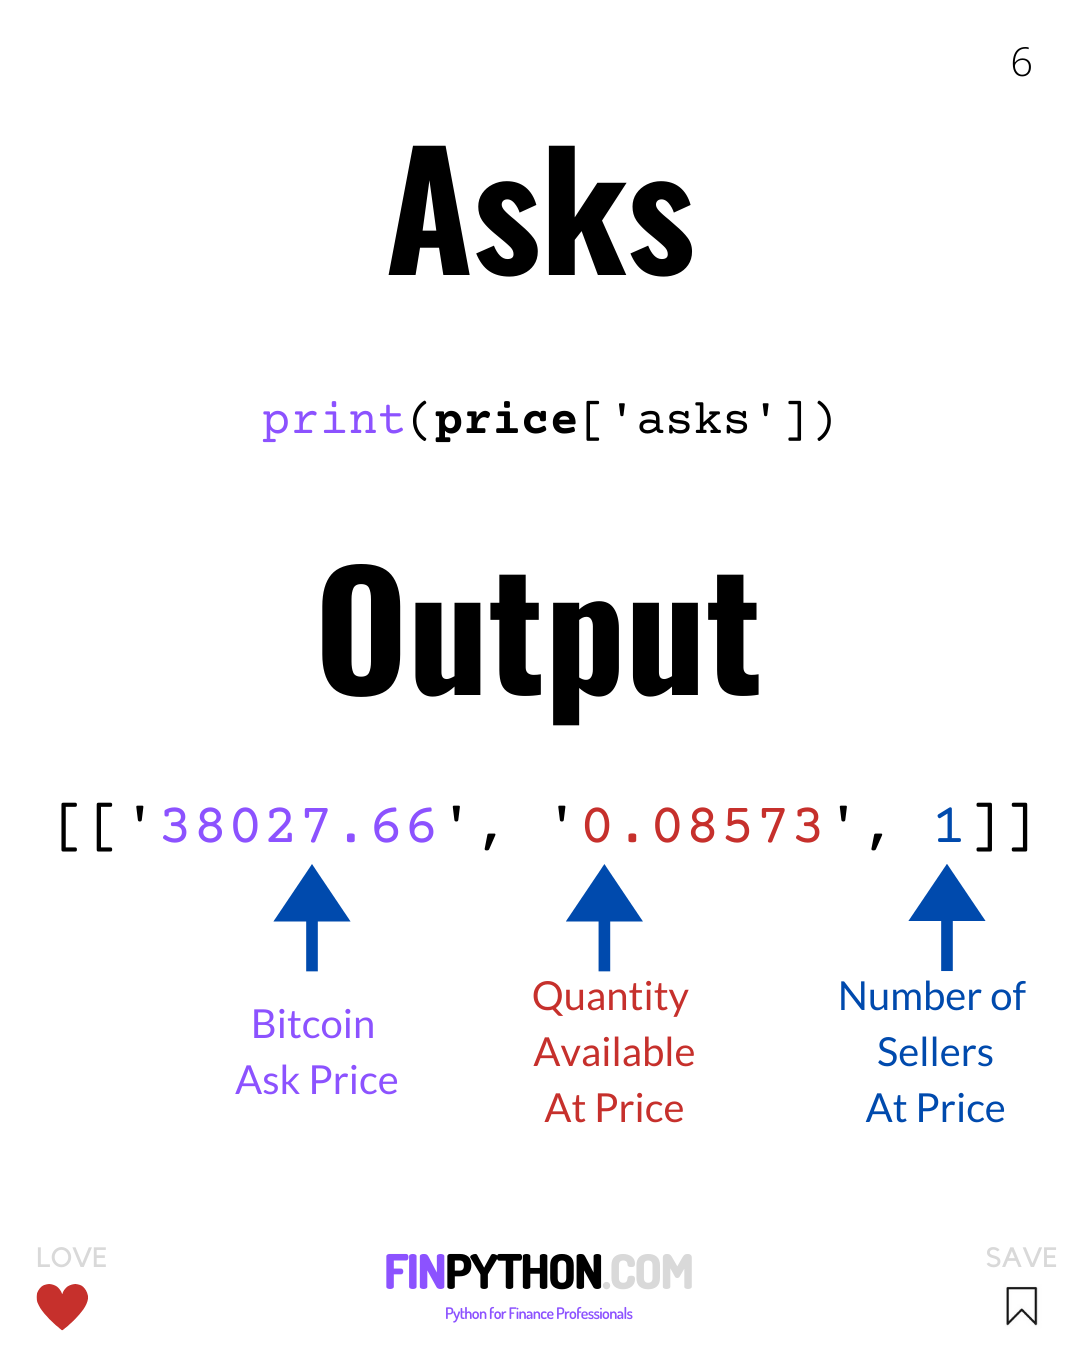 6
Asks
print(price['asks'])
Output
[['38027.66', '0.08573', 1]]
Bitcoin
Ask Price
Quantity
Available
At Price
Number of
Sellers
At Price
LOVE
FINPYTHON.COM
Python for Finance Professionals
SAVE